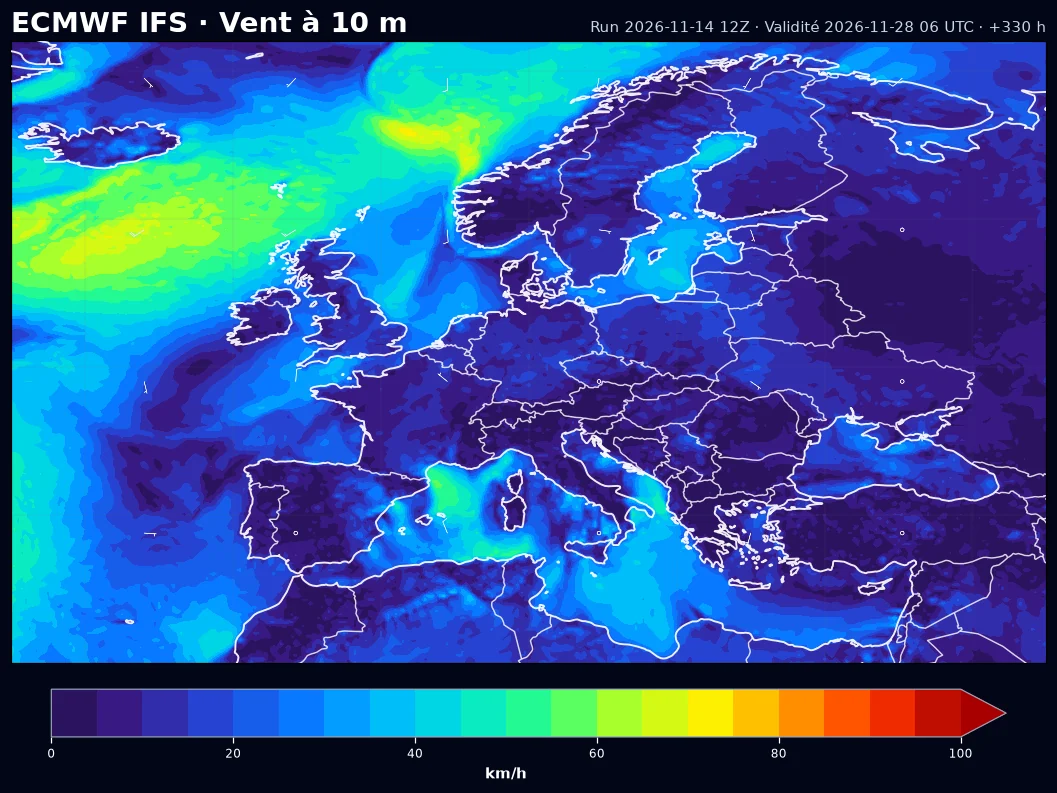 ECMWF IFS · Vent à 10 m
Run 2026-11-14 12Z · Validité 2026-11-28 06 UTC · +330 h
0 20 40 60 80 100
km/h